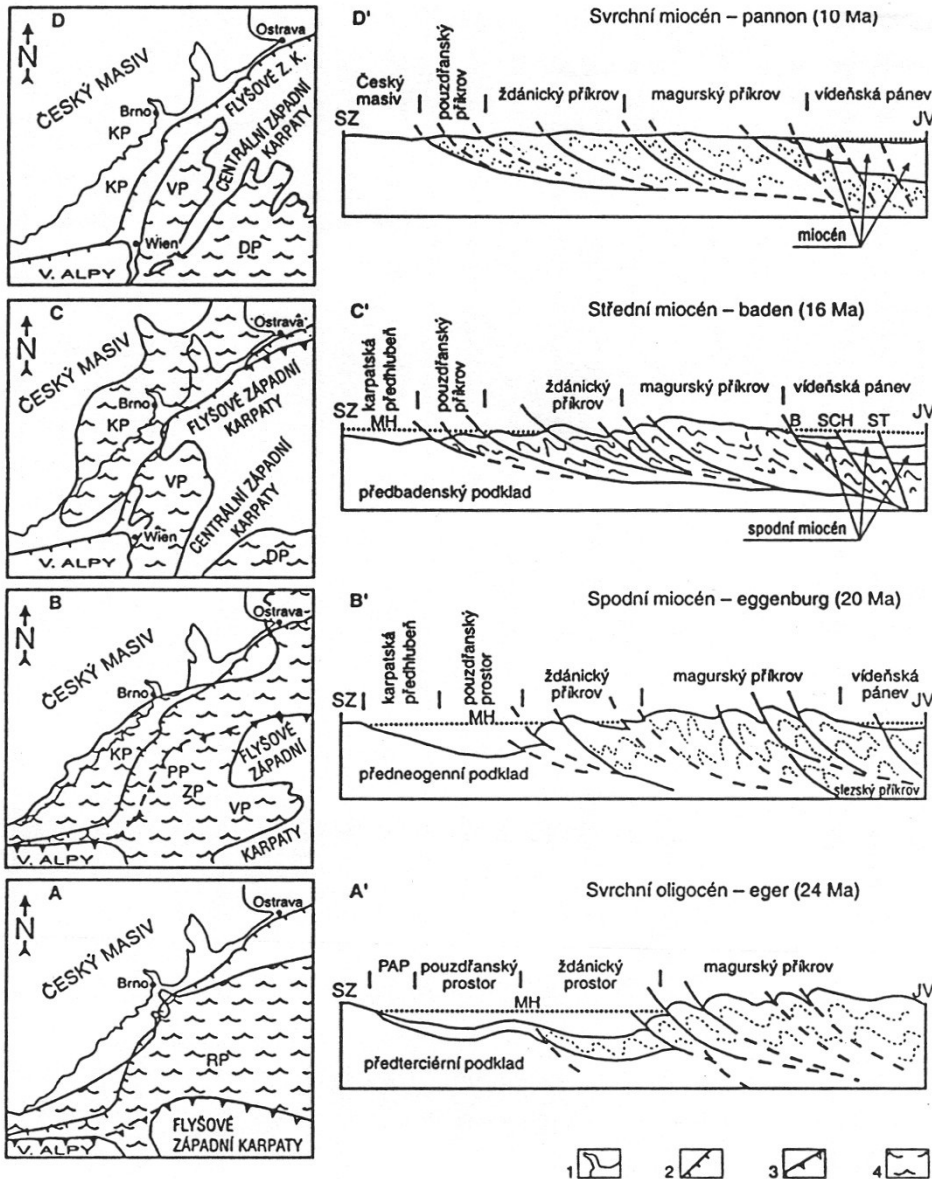 D
N
Ostrava
ČESKÝ MASIV
Brno
FLYŠOVÉ Z. K.
CENTRÁLNÍ ZÁPADNÍ
KARPATY
KP
KP
VP
Wien
DP
V. ALPY
D'
Svrchní miocén – pannon (10 Ma)
Český
masiv
pouzdřanský
příkrov
ždánický příkrov
magurský příkrov
vídeňská pánev
SZ
JV
miocén
C
N
Ostrava
ČESKÝ MASIV
Brno
KP
FLYŠOVÉ ZÁPADNÍ
KARPATY
VP
CENTRÁLNÍ ZÁPADNÍ
KARPATY
Wien
V. ALPY
DP
C'
Střední miocén – baden (16 Ma)
karpatská
předhlubeň
pouzdřanský
příkrov
ždánický
příkrov
magurský příkrov
vídeňská pánev
SZ
MH
B
SCH
ST
JV
předbadenský podklad
spodní miocén
B
N
Ostrava
ČESKÝ MASIV
Brno
KP
PP
ZP
VP
FLYŠOVÉ
ZÁPADNÍ
KARPATY
V. ALPY
B'
Spodní miocén – eggenburg (20 Ma)
karpatská
předhlubeň
pouzdřanský
prostor
ždánický
příkrov
magurský příkrov
vídeňská
pánev
SZ
MH
JV
předneogenní podklad
slezský příkrov
A
N
Ostrava
ČESKÝ MASIV
Brno
RP
FLYŠOVÉ
ZÁPADNÍ KARPATY
V. ALPY
A'
Svrchní oligocén – eger (24 Ma)
PAP
pouzdřanský
prostor
ždánický
prostor
magurský příkrov
SZ
MH
JV
předterciérní podklad
1
2
3
4